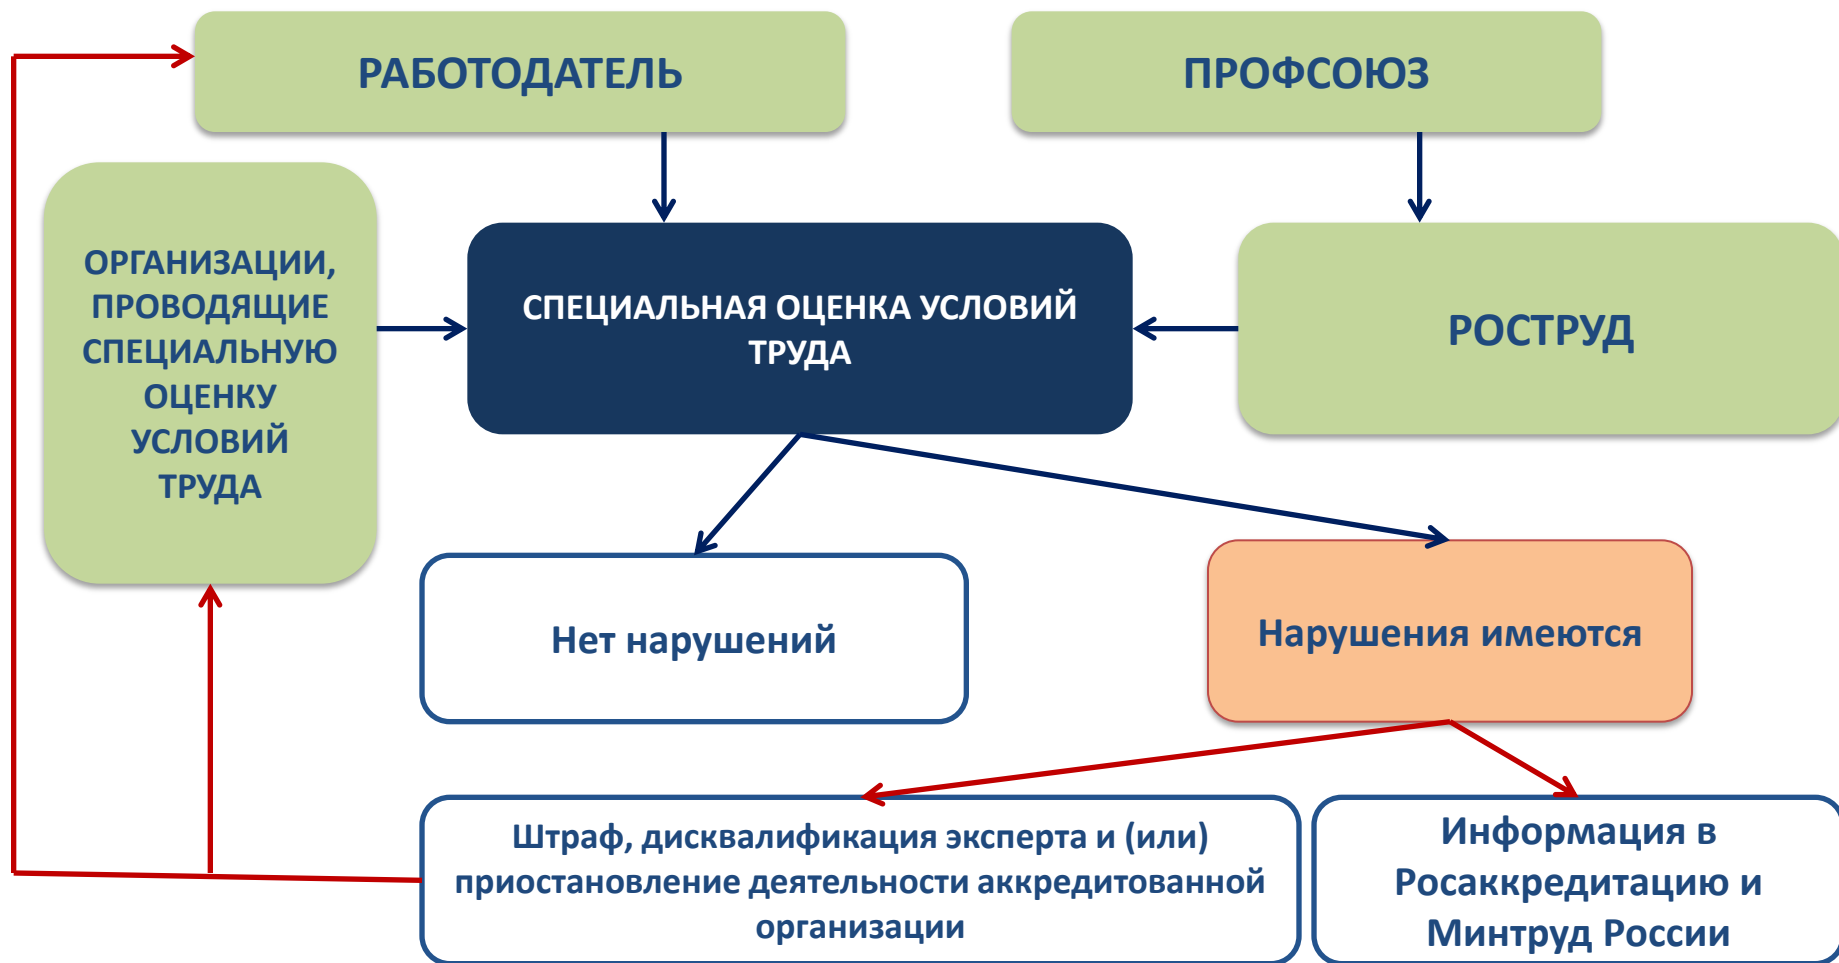 РАБОТОДАТЕЛЬ
ПРОФСОЮЗ
ОРГАНИЗАЦИИ,
ПРОВОДЯЩИЕ
СПЕЦИАЛЬНУЮ
ОЦЕНКУ
УСЛОВИЙ
ТРУДА
СПЕЦИАЛЬНАЯ ОЦЕНКА УСЛОВИЙ
ТРУДА
РОСТРУД
Нет нарушений
Нарушения имеются
Штраф, дисквалификация эксперта и (или)
приостановление деятельности аккредитованной
организации
Информация в
Росаккредитацию и
Минтруд России